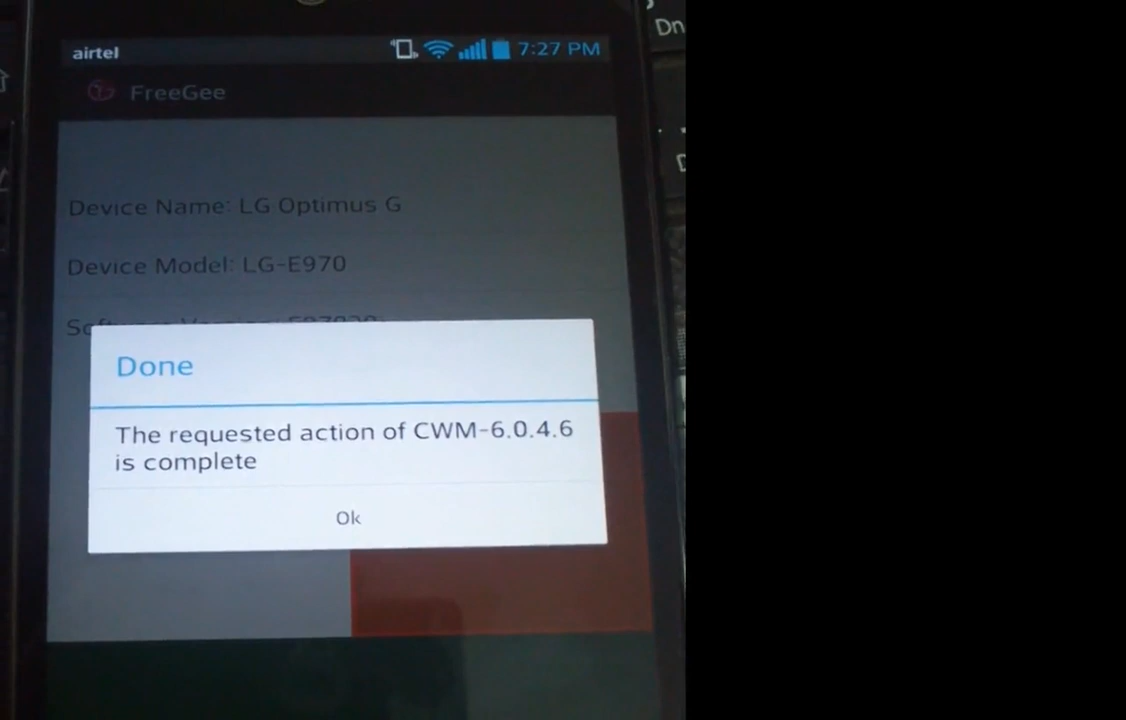 airtel 7:27 PM
FreeGee
Device Name: LG Optimus G
Device Model: LG-E970
Done
The requested action of CWM-6.0.4.6
is complete
Ok
Dn